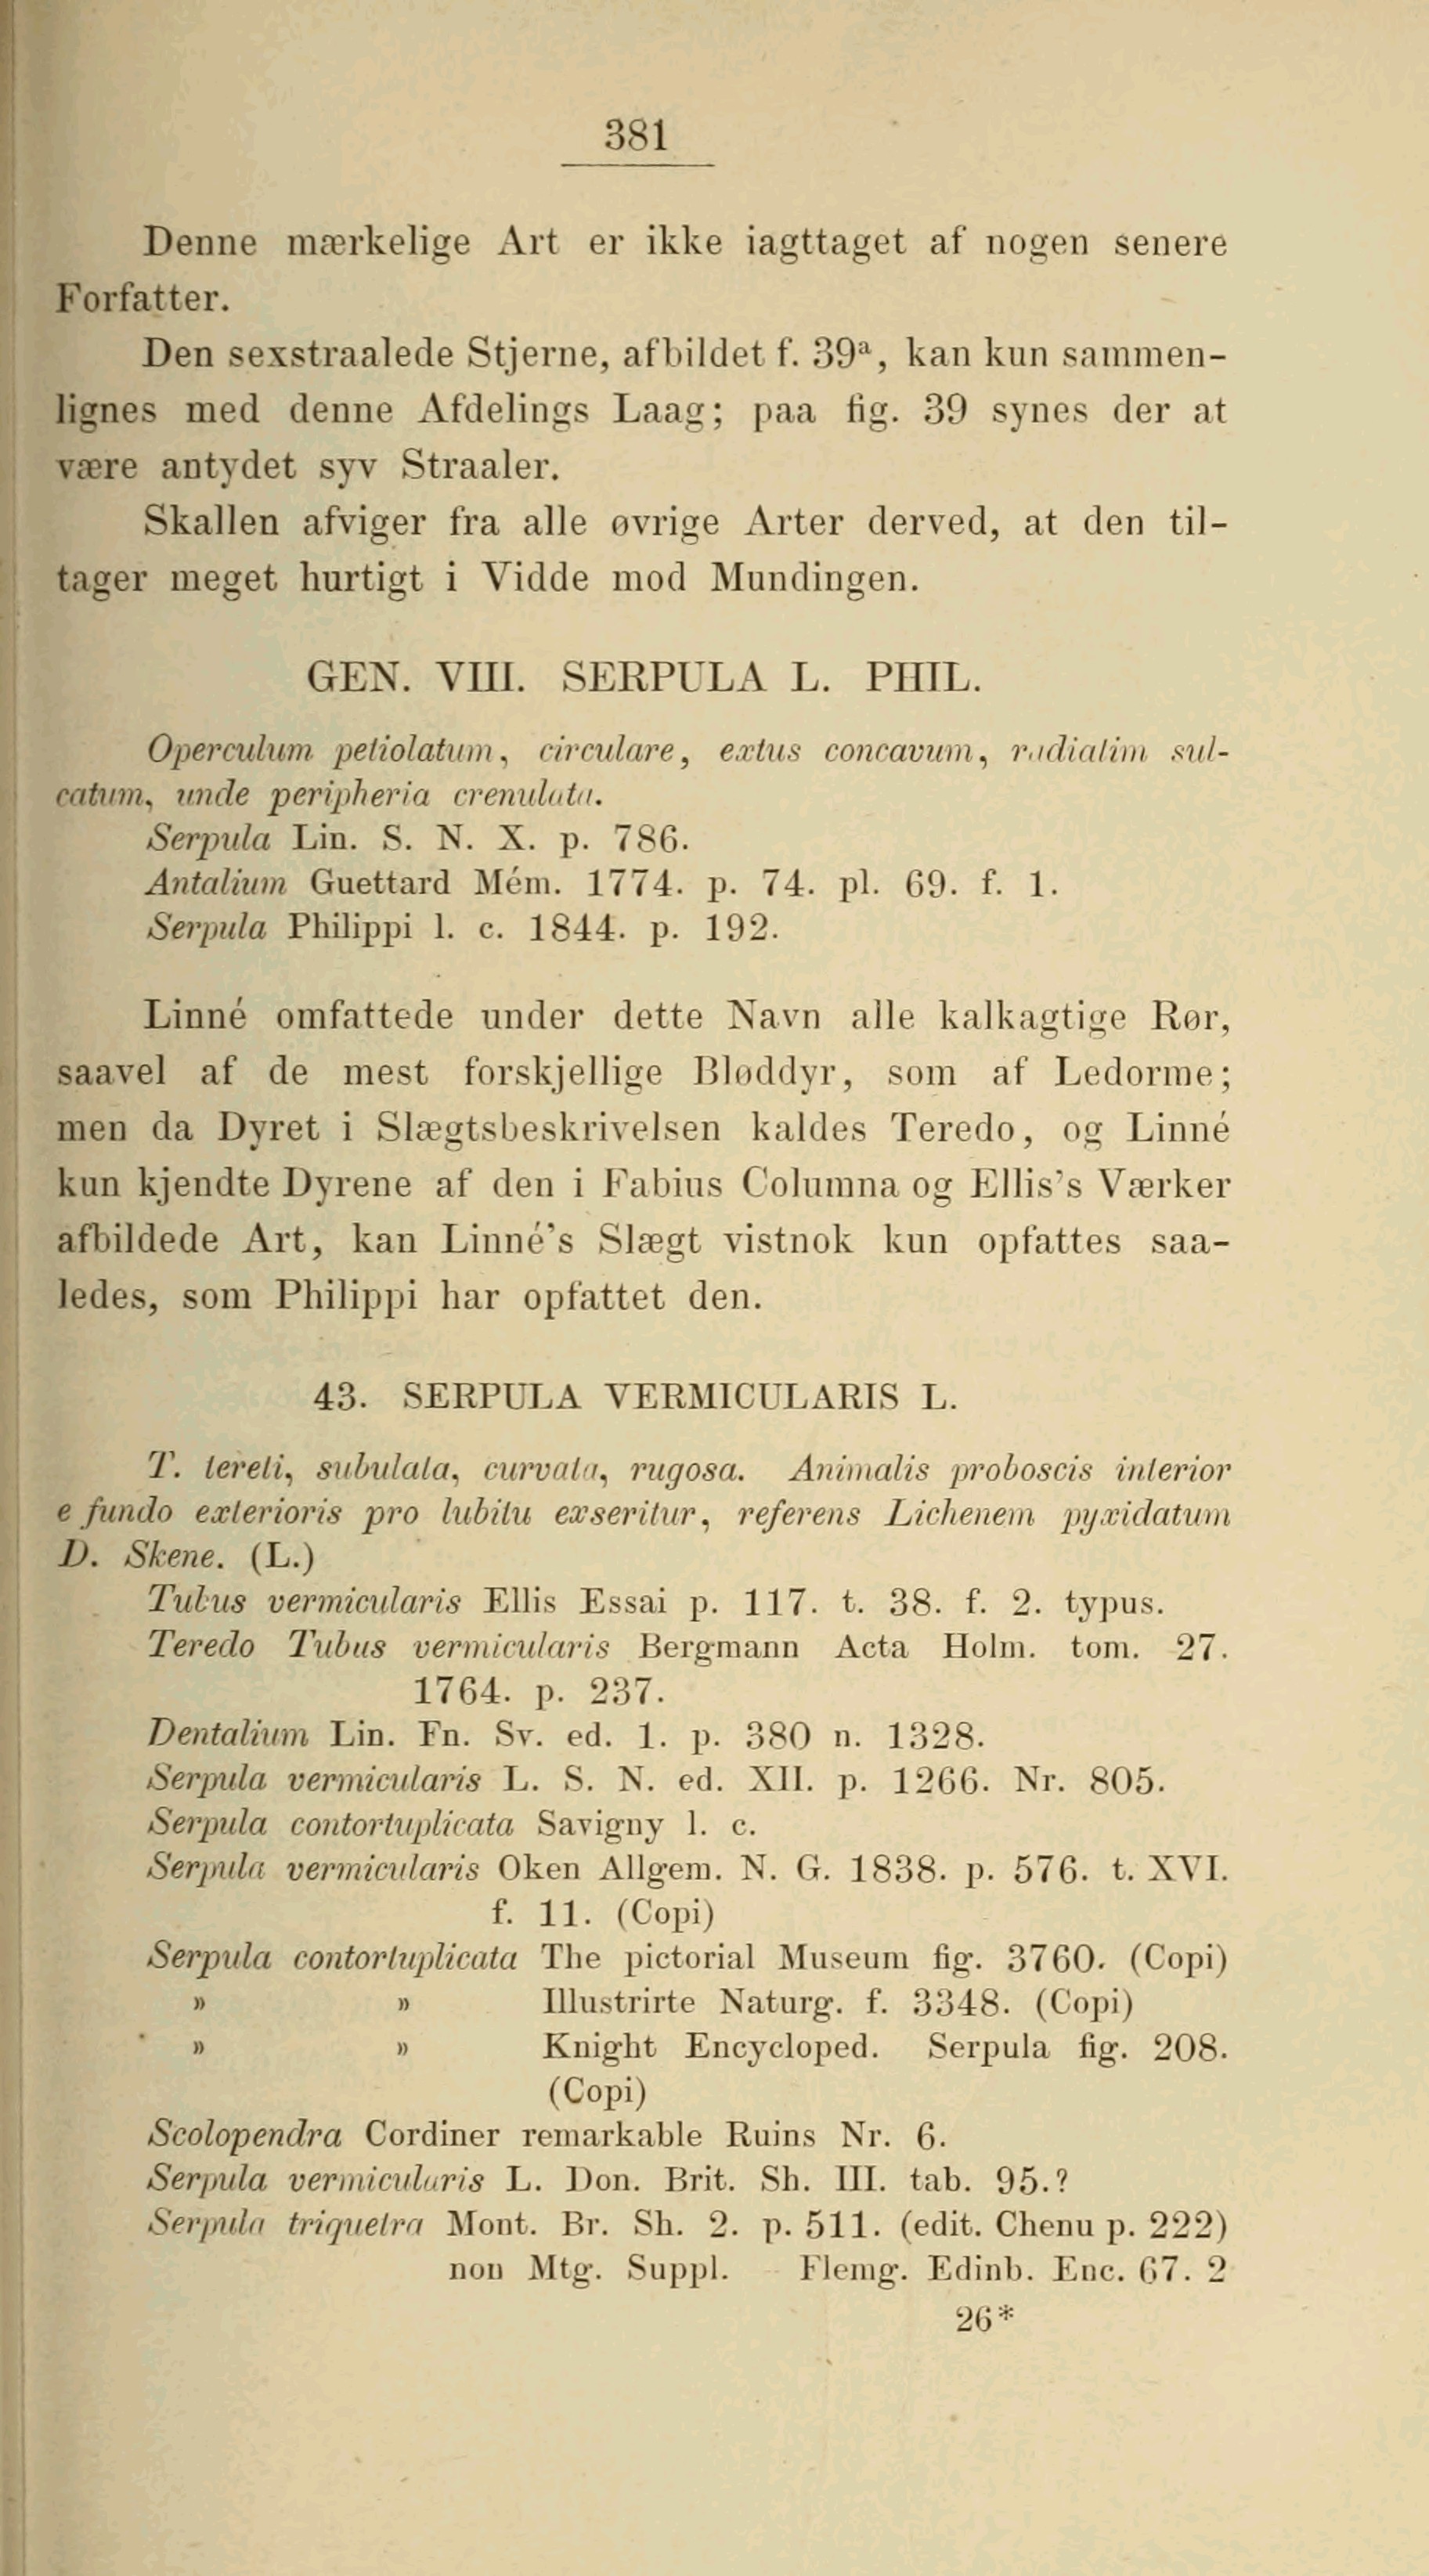 381
Denne mærkelige Art er ikke iagttaget af nogen senere
Forfatter.
Den sexstraalede Stjerne, afbildet f. 39ᵃ, kan kun sammen-
lignes med denne Afdelings Laag; paa fig. 39 synes der at
være antydet syv Straaler.
Skallen afviger fra alle øvrige Arter derved, at den til-
tager meget hurtigt i Vidde mod Mundingen.
GEN. VIII. SERPULA L. PHIL.
Operculum petiolatum, circulare, extus concavum, radiatim sul-
catum, unde peripheria crenulata.
Serpula Lin. S. N. X. p. 786.
Antalium Guettard Mém. 1774. p. 74. pl. 69. f. 1.
Serpula Philippi l. c. 1844. p. 192.
Linné omfattede under dette Navn alle kalkagtige Rør,
saavel af de mest forskjellige Bløddyr, som af Ledorme;
men da Dyret i Slægtsbeskrivelsen kaldes Teredo, og Linné
kun kjendte Dyrene af den i Fabius Columna og Ellis's Værker
afbildede Art, kan Linné's Slægt vistnok kun opfattes saa-
ledes, som Philippi har opfattet den.
43. SERPULA VERMICULARIS L.
T. tereti, subulata, curvata, rugosa. Animalis proboscis interior
e fundo exterioris pro lubitu exseritur, referens Lichenem pyxidatum
D. Skene. (L.)
Tubus vermicularis Ellis Essai p. 117. t. 38. f. 2. typus.
Teredo Tubus vermicularis Bergmann Acta Holm. tom. 27.
1764. p. 237.
Dentalium Lin. Fn. Sv. ed. 1. p. 380 n. 1328.
Serpula vermicularis L. S. N. ed. XII. p. 1266. Nr. 805.
Serpula contortuplicata Savigny l. c.
Serpula vermicularis Oken Allgem. N. G. 1838. p. 576. t. XVI.
f. 11. (Copi)
Serpula contortuplicata The pictorial Museum fig. 3760. (Copi)
» » Illustrirte Naturg. f. 3348. (Copi)
» » Knight Encycloped. Serpula fig. 208.
(Copi)
Scolopendra Cordiner remarkable Ruins Nr. 6.
Serpula vermicularis L. Don. Brit. Sh. III. tab. 95.?
Serpula triquetra Mont. Br. Sh. 2. p. 511. (edit. Chenu p. 222)
non Mtg. Suppl. Flemg. Edinb. Enc. 67. 2
26*